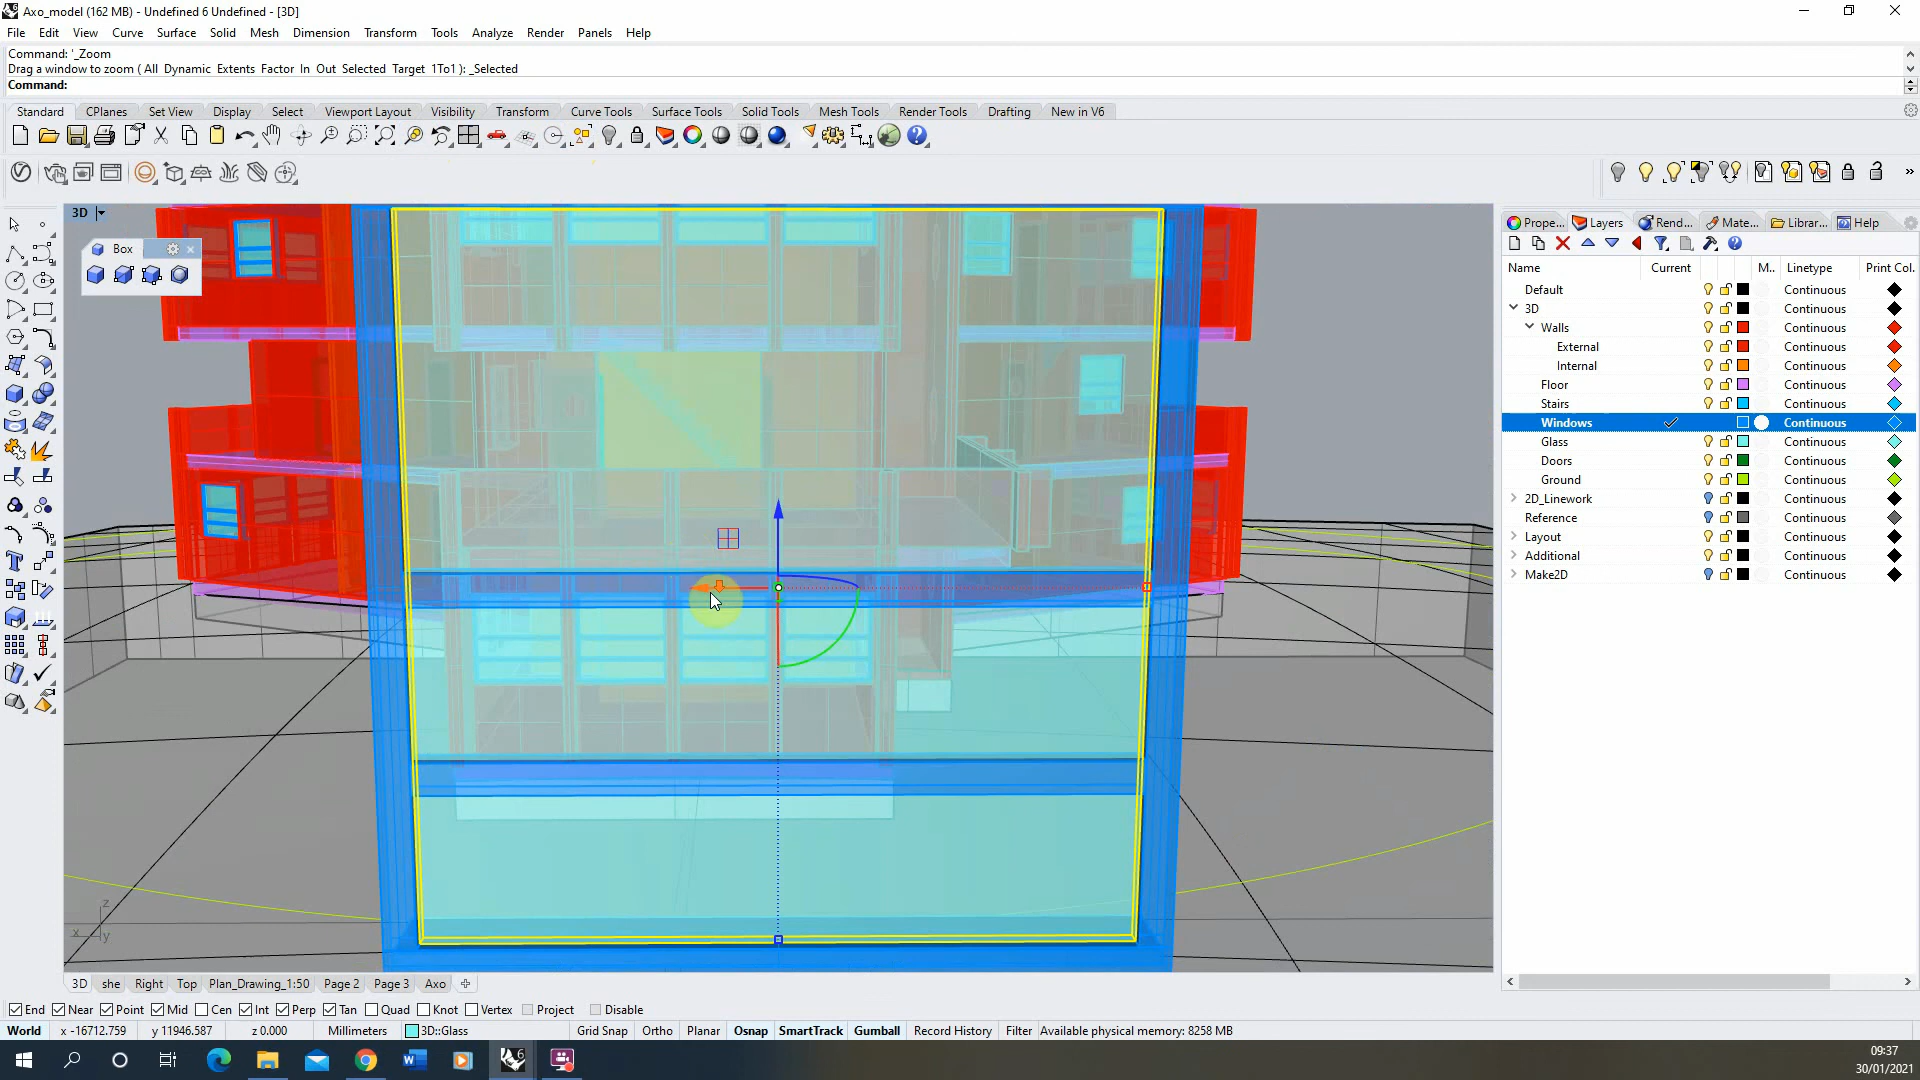 Axo_model (162 MB) - Undefined 6 Undefined - [3D]
File Edit View Curve Surface Solid Mesh Dimension Transform Tools Analyze Render Panels Help
Command: '_Zoom
Drag a window to zoom ( All Dynamic Extents Factor In Out Selected Target 1To1 ): _Selected
Command:
Standard CPlanes Set View Display Select Viewport Layout Visibility Transform Curve Tools Surface Tools Solid Tools Mesh Tools Render Tools Drafting New in V6
3D
Box
Prope... Layers Rend... Mate... Librar... Help
Name Current M.. Linetype Print Col.
Default Continuous
3D Continuous
Walls Continuous
External Continuous
Internal Continuous
Floor Continuous
Stairs Continuous
Windows Continuous
Glass Continuous
Doors Continuous
Ground Continuous
2D_Linework Continuous
Reference Continuous
Layout Continuous
Additional Continuous
Make2D Continuous
z
x y
3D she Right Top Plan_Drawing_1:50 Page 2 Page 3 Axo
End Near Point Mid Cen Int Perp Tan Quad Knot Vertex Project Disable
World x -16712.759 y 11946.587 z 0.000 Millimeters 3D::Glass Grid Snap Ortho Planar Osnap SmartTrack Gumball Record History Filter Available physical memory: 8258 MB
09:37
30/01/2021